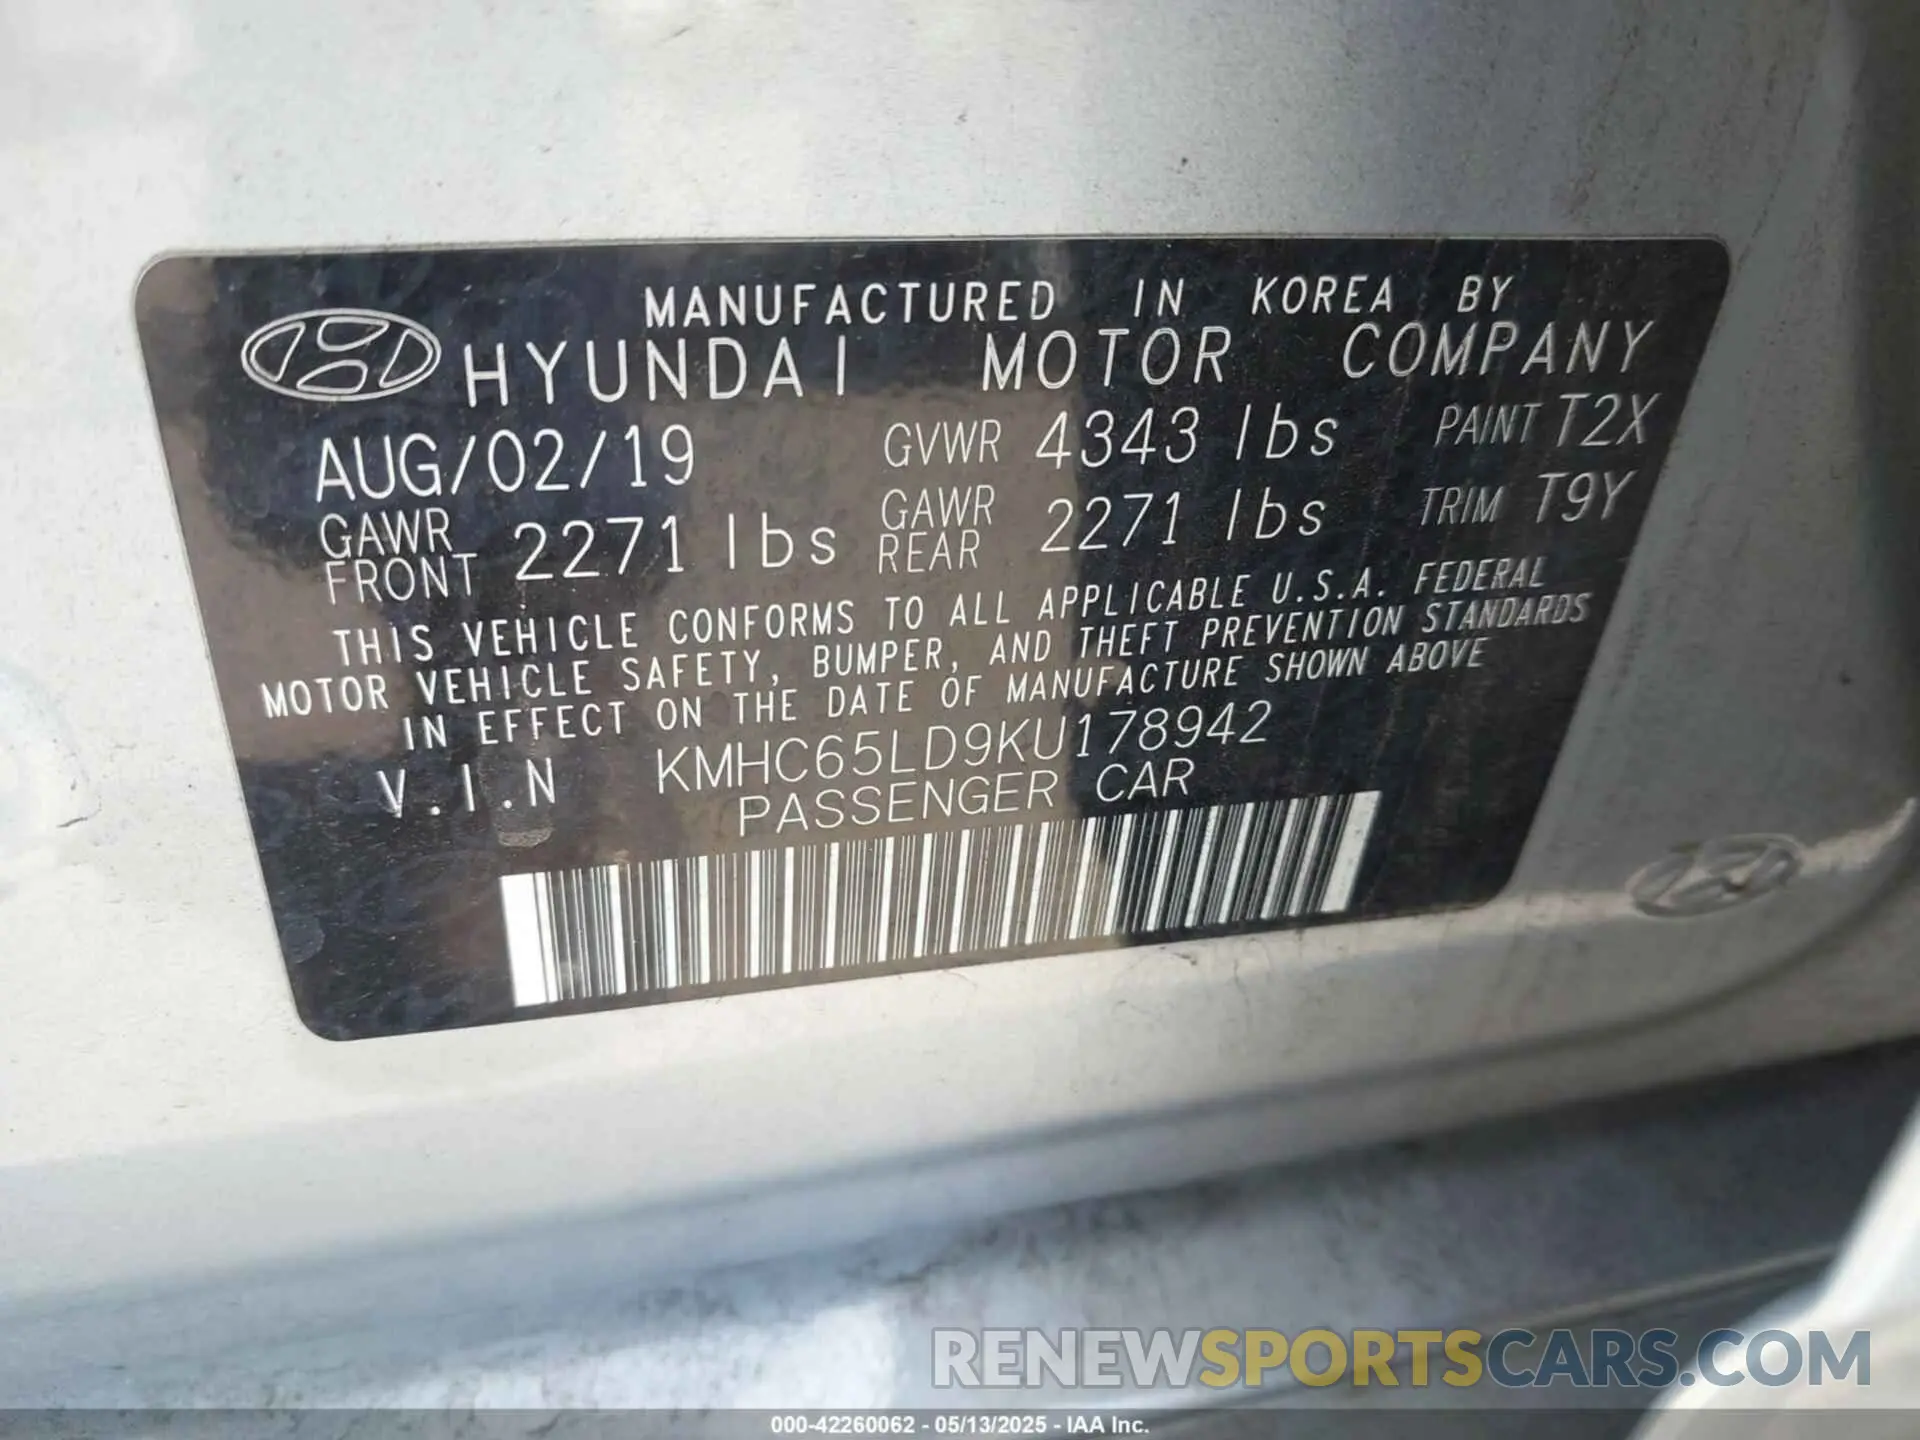 MANUFACTURED IN KOREA BY
HYUNDAI MOTOR COMPANY
AUG/02/19 GVWR 4343 lbs PAINT T2X
GAWR FRONT 2271 lbs GAWR REAR 2271 lbs TRIM T9Y
THIS VEHICLE CONFORMS TO ALL APPLICABLE U.S.A. FEDERAL
MOTOR VEHICLE SAFETY, BUMPER, AND THEFT PREVENTION STANDARDS
IN EFFECT ON THE DATE OF MANUFACTURE SHOWN ABOVE
V.I.N KMHC65LD9KU178942
PASSENGER CAR
RENEWSPORTSCARS.COM
000-42260062 - 05/13/2025 - IAA Inc.